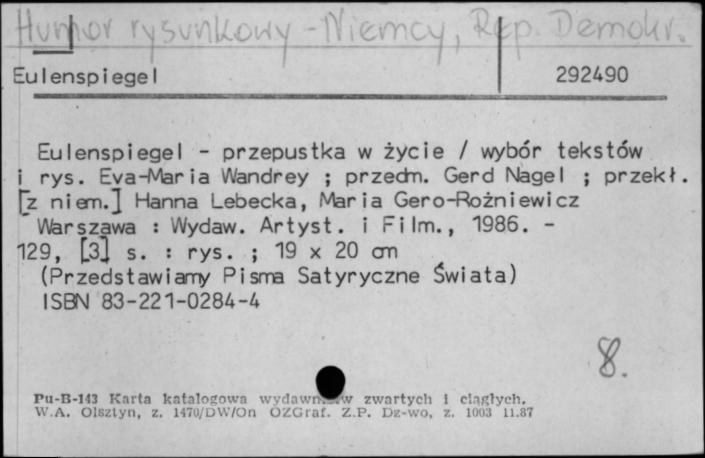 Humor rysunkowy - Niemcy, Rep. Demokr.
Eulenspiegel 292490
Eulenspiegel - przepustka w życie / wybór tekstów
i rys. Eva-Maria Wandrey ; przedm. Gerd Nagel ; przekł.
[z niem.] Hanna Lebecka, Maria Gero-Rożniewicz
Warszawa : Wydaw. Artyst. i Film., 1986. -
129, [3] s. : rys. ; 19 x 20 cm
(Przedstawiamy Pisma Satyryczne Świata)
ISBN 83-221-0284-4
8.
Pu-B-143 Karta katalogowa wydawnictw zwartych i ciągłych.
W.A. Olsztyn, z. 1470/DW/On OZGraf. Z.P. Dz-wo, z. 1003 11.87